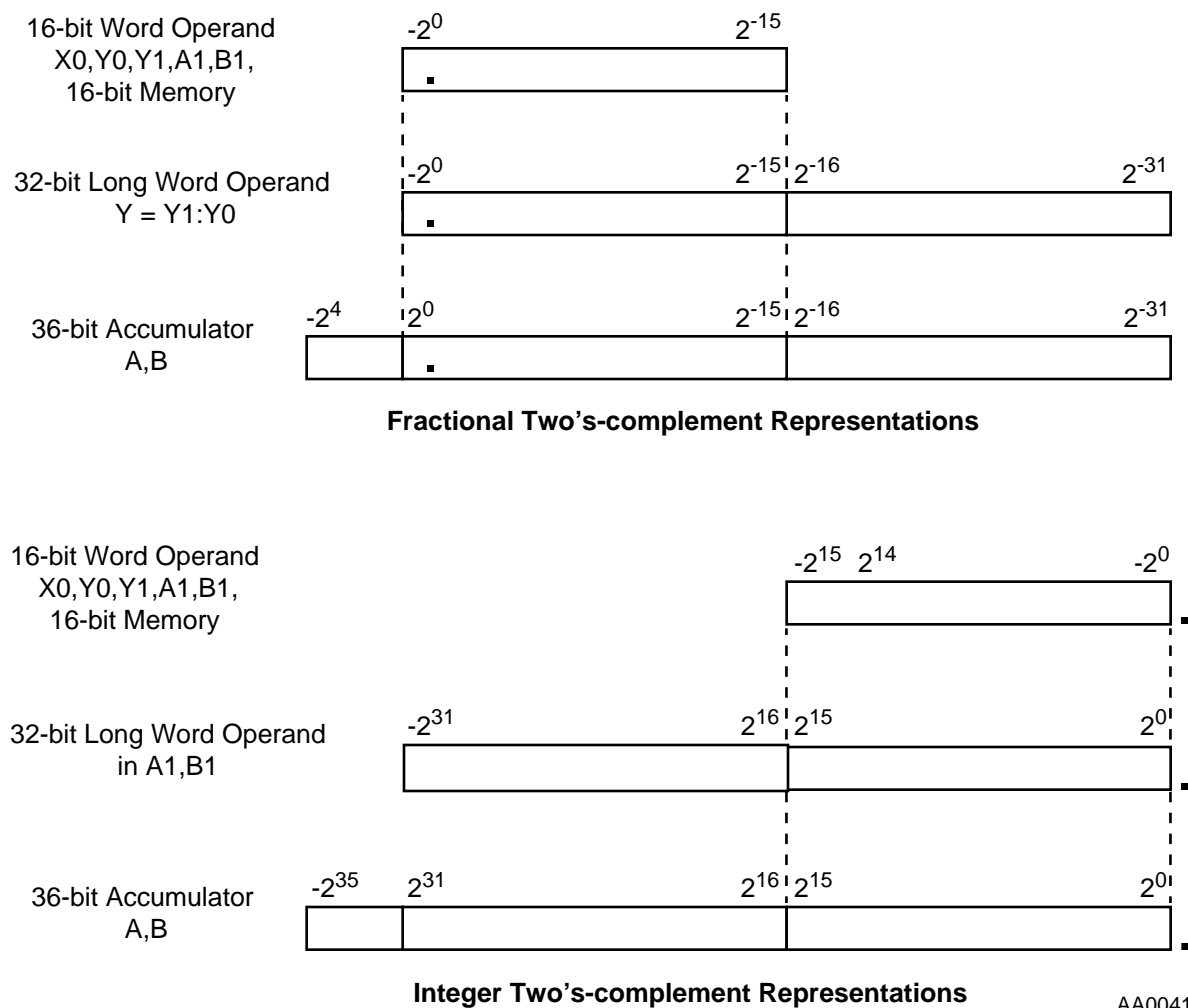 16-bit Word Operand
X0,Y0,Y1,A1,B1,
16-bit Memory
-2^0 2^-15
32-bit Long Word Operand
Y = Y1:Y0
-2^0 2^-15 2^-16 2^-31
36-bit Accumulator
A,B
-2^4 2^0 2^-15 2^-16 2^-31
Fractional Two’s-complement Representations
16-bit Word Operand
X0,Y0,Y1,A1,B1,
16-bit Memory
-2^15 2^14 -2^0
32-bit Long Word Operand
in A1,B1
-2^31 2^16 2^15 2^0
36-bit Accumulator
A,B
-2^35 2^31 2^16 2^15 2^0
Integer Two’s-complement Representations
AA0041